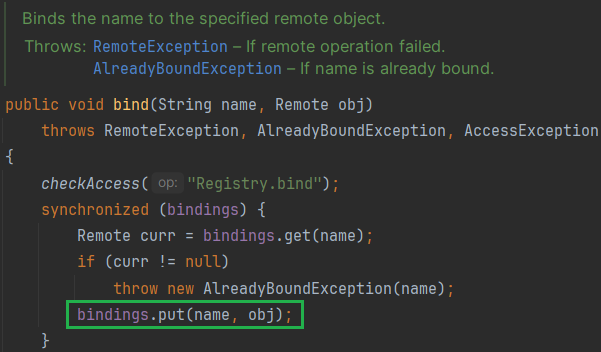 Binds the name to the specified remote object.
Throws: RemoteException – If remote operation failed.
AlreadyBoundException – If name is already bound.
public void bind(String name, Remote obj)
throws RemoteException, AlreadyBoundException, AccessException
{
checkAccess( op: "Registry.bind");
synchronized (bindings) {
Remote curr = bindings.get(name);
if (curr != null)
throw new AlreadyBoundException(name);
bindings.put(name, obj);
}